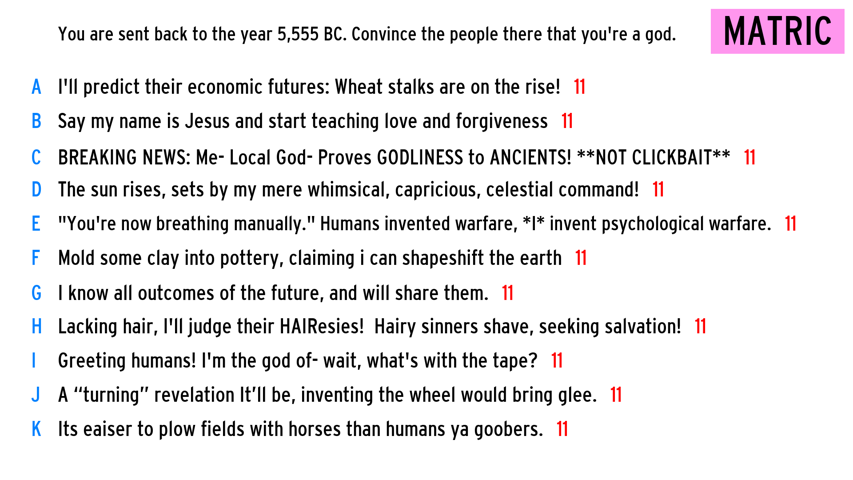 You are sent back to the year 5,555 BC. Convince the people there that you're a god.
MATRIC
A I'll predict their economic futures: Wheat stalks are on the rise! 11
B Say my name is Jesus and start teaching love and forgiveness 11
C BREAKING NEWS: Me- Local God- Proves GODLINESS to ANCIENTS! **NOT CLICKBAIT** 11
D The sun rises, sets by my mere whimsical, capricious, celestial command! 11
E "You're now breathing manually." Humans invented warfare, *I* invent psychological warfare. 11
F Mold some clay into pottery, claiming i can shapeshift the earth 11
G I know all outcomes of the future, and will share them. 11
H Lacking hair, I'll judge their HAIResies!  Hairy sinners shave, seeking salvation! 11
I Greeting humans! I'm the god of- wait, what's with the tape? 11
J A “turning” revelation It’ll be, inventing the wheel would bring glee. 11
K Its eaiser to plow fields with horses than humans ya goobers. 11